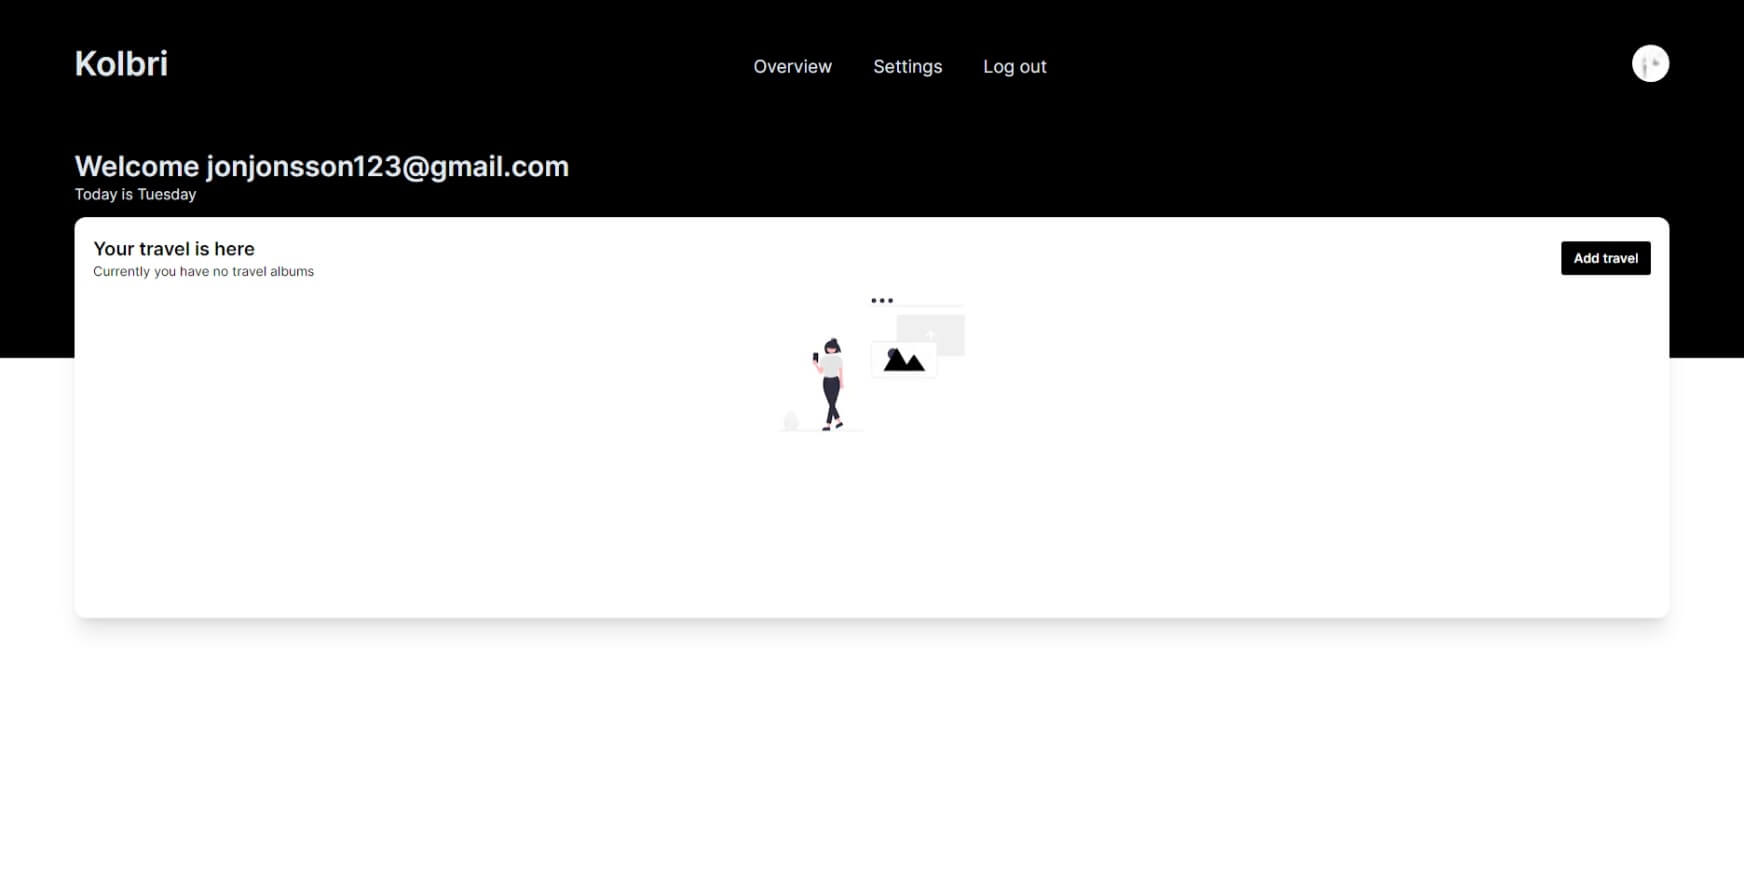 Kolbri
Overview Settings Log out
Welcome jonjonsson123@gmail.com
Today is Tuesday
Your travel is here
Currently you have no travel albums
Add travel